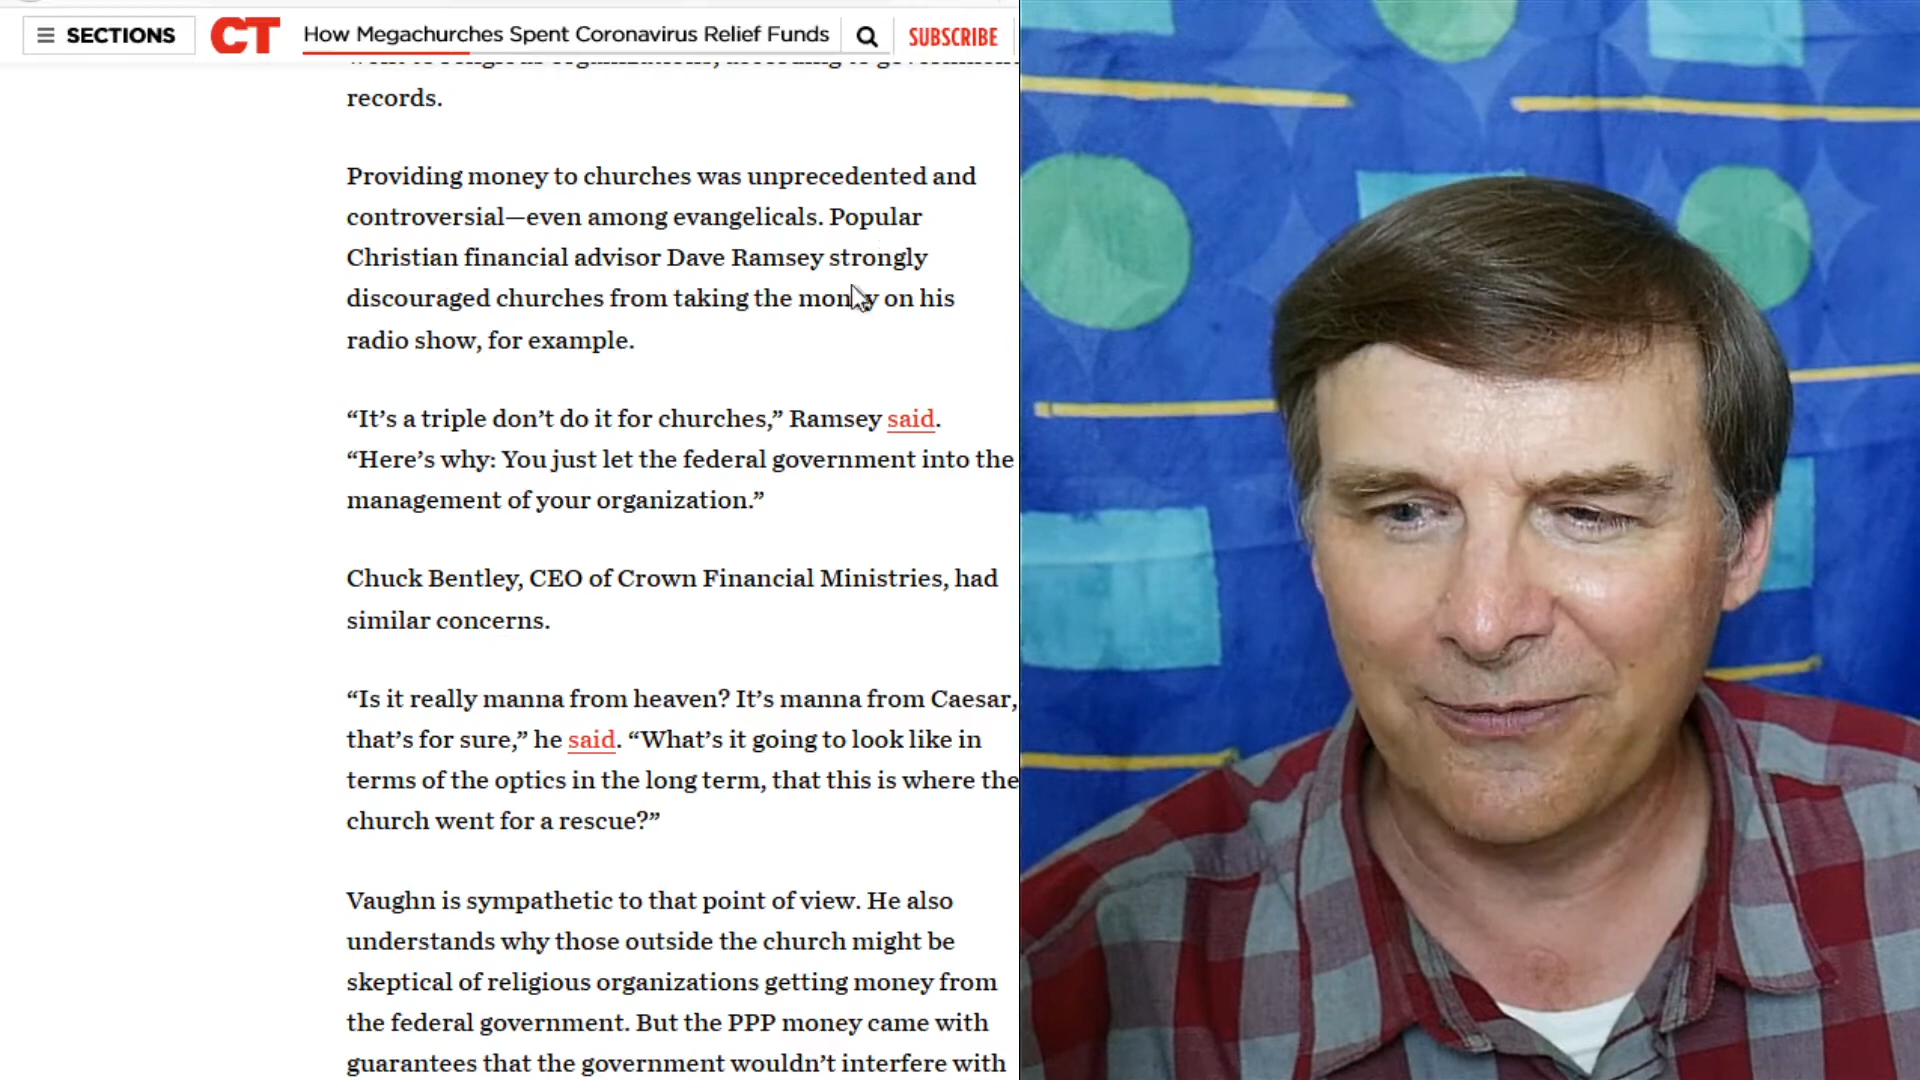 SECTIONS
CT
How Megachurches Spent Coronavirus Relief Funds
SUBSCRIBE
went to religious organizations, according to government
records.
Providing money to churches was unprecedented and
controversial—even among evangelicals. Popular
Christian financial advisor Dave Ramsey strongly
discouraged churches from taking the money on his
radio show, for example.
“It’s a triple don’t do it for churches,” Ramsey said.
“Here’s why: You just let the federal government into the
management of your organization.”
Chuck Bentley, CEO of Crown Financial Ministries, had
similar concerns.
“Is it really manna from heaven? It’s manna from Caesar,
that’s for sure,” he said. “What’s it going to look like in
terms of the optics in the long term, that this is where the
church went for a rescue?”
Vaughn is sympathetic to that point of view. He also
understands why those outside the church might be
skeptical of religious organizations getting money from
the federal government. But the PPP money came with
guarantees that the government wouldn’t interfere with